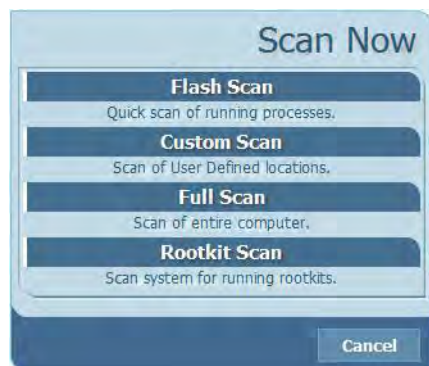 Scan Now
Flash Scan
Quick scan of running processes.
Custom Scan
Scan of User Defined locations.
Full Scan
Scan of entire computer.
Rootkit Scan
Scan system for running rootkits.
Cancel